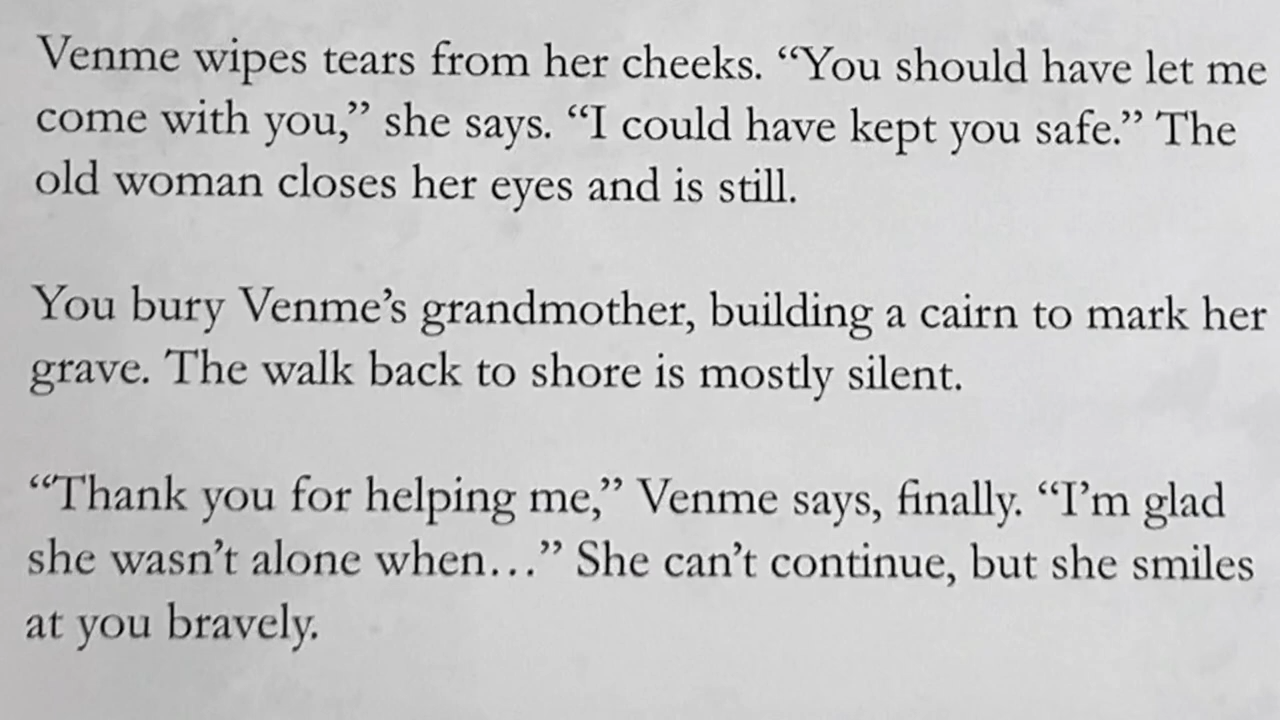 Venme wipes tears from her cheeks. “You should have let me
come with you,” she says. “I could have kept you safe.” The
old woman closes her eyes and is still.
You bury Venme’s grandmother, building a cairn to mark her
grave. The walk back to shore is mostly silent.
“Thank you for helping me,” Venme says, finally. “I’m glad
she wasn’t alone when…” She can’t continue, but she smiles
at you bravely.